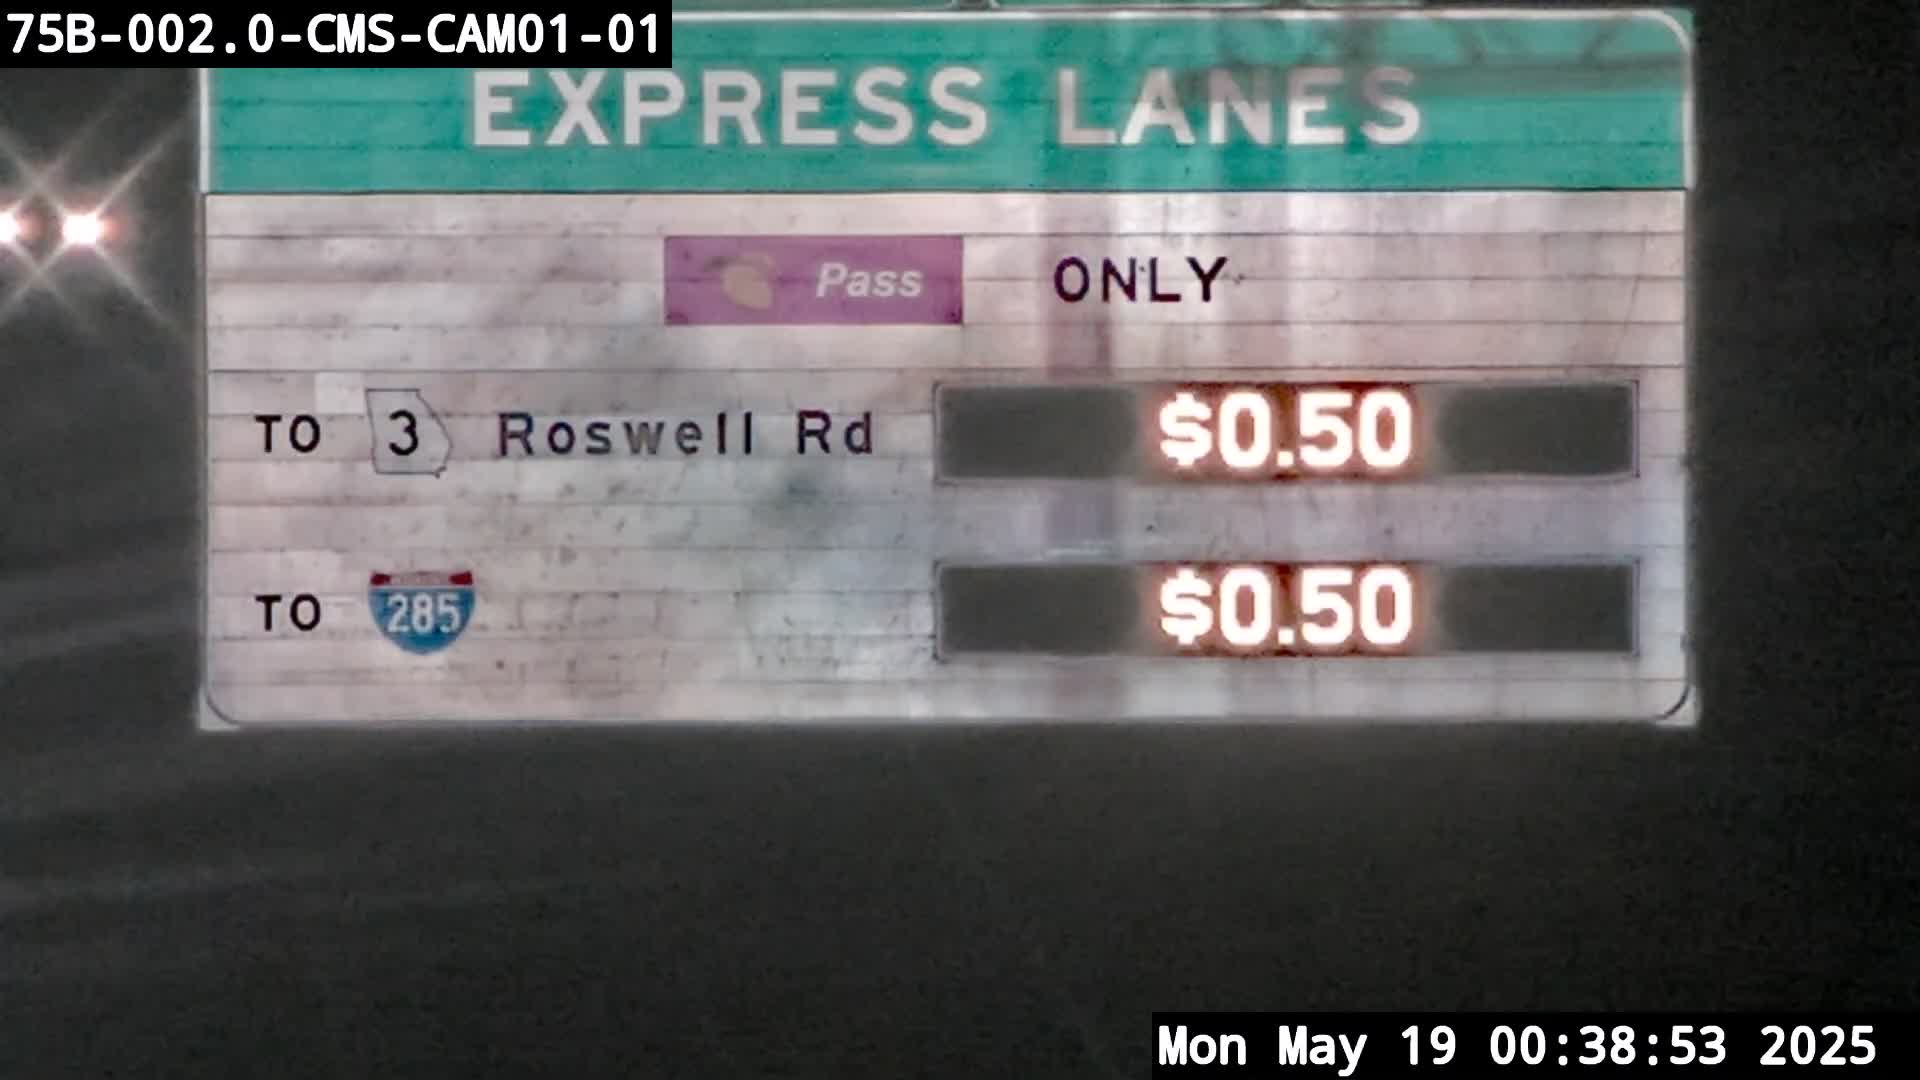 75B-002.0-CMS-CAM01-01
EXPRESS LANES
Pass ONLY
TO 3 Roswell Rd $0.50
TO 285 $0.50
Mon May 19 00:38:53 2025